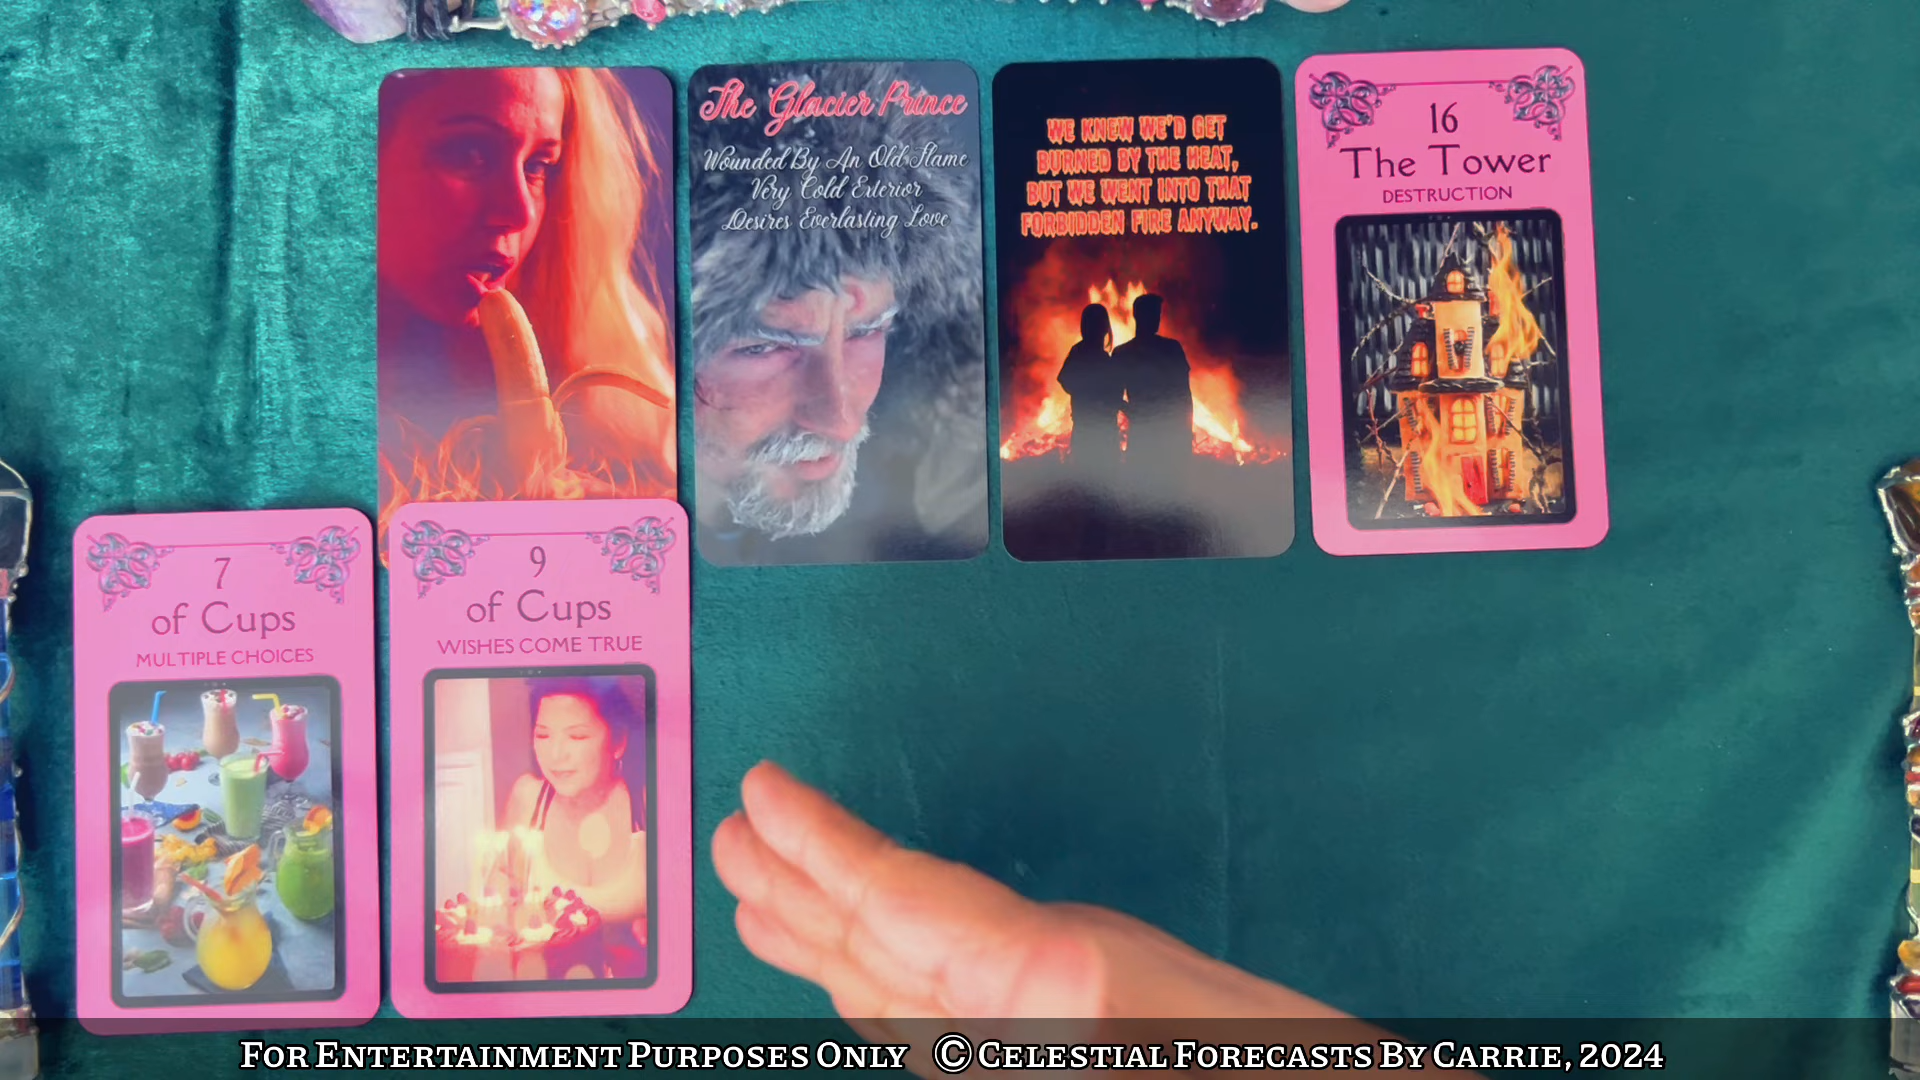 The Glacier Prince
Wounded By An Old Flame
Very Cold Exterior
Desires Everlasting Love
WE KNEW WE'D GET
BURNED BY THE HEAT,
BUT WE WENT INTO THAT
FORBIDDEN FIRE ANYWAY.
16
The Tower
DESTRUCTION
7
of Cups
MULTIPLE CHOICES
9
of Cups
WISHES COME TRUE
FOR ENTERTAINMENT PURPOSES ONLY © CELESTIAL FORECASTS BY CARRIE, 2024